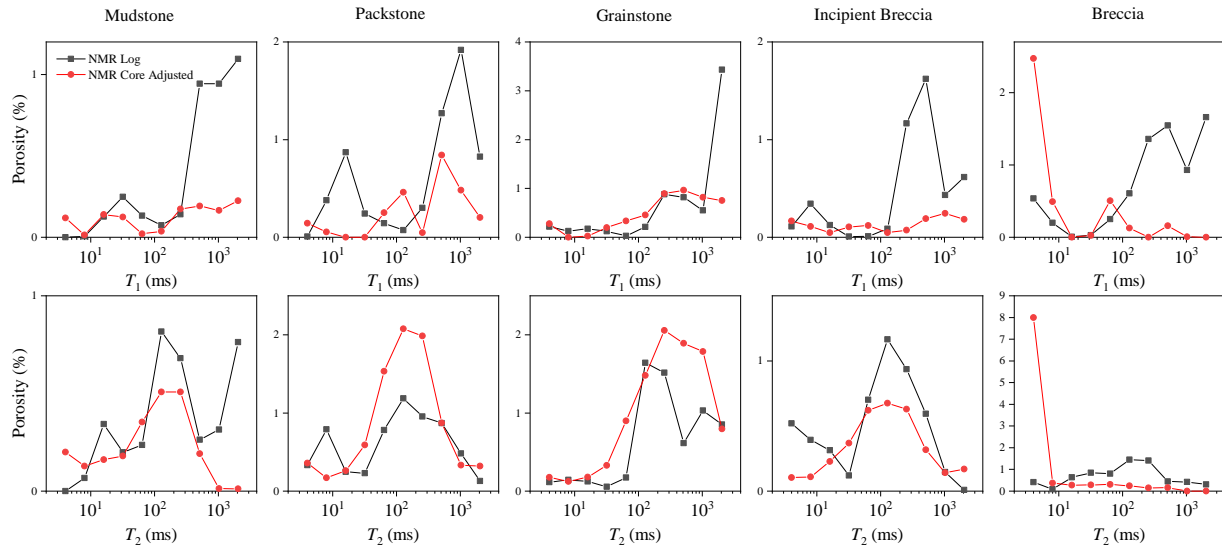 Mudstone Packstone Grainstone Incipient Breccia Breccia
NMR Log
NMR Core Adjusted
Porosity (%)
0 1
0 1 2
0 1 2 3 4
0 1 2
0 1 2
10¹ 10² 10³ 10¹ 10² 10³ 10¹ 10² 10³ 10¹ 10² 10³ 10¹ 10² 10³
T₁ (ms) T₁ (ms) T₁ (ms) T₁ (ms) T₁ (ms)
Porosity (%)
0 1
0 1 2
0 1 2
0 1
0 1 2 3 4 5 6 7 8 9
10¹ 10² 10³ 10¹ 10² 10³ 10¹ 10² 10³ 10¹ 10² 10³ 10¹ 10² 10³
T₂ (ms) T₂ (ms) T₂ (ms) T₂ (ms) T₂ (ms)